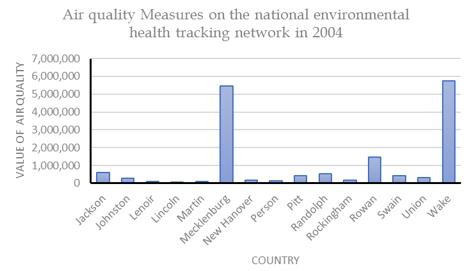 Air quality Measures on the national environmental
health tracking network in 2004
VALUE OF AIR QUALITY
7,000,000
6,000,000
5,000,000
4,000,000
3,000,000
2,000,000
1,000,000
0
Jackson
Johnston
Lenoir
Lincoln
Martin
Mecklenburg
New Hanover
Person
Pitt
Randolph
Rockingham
Rowan
Swain
Union
Wake
COUNTRY